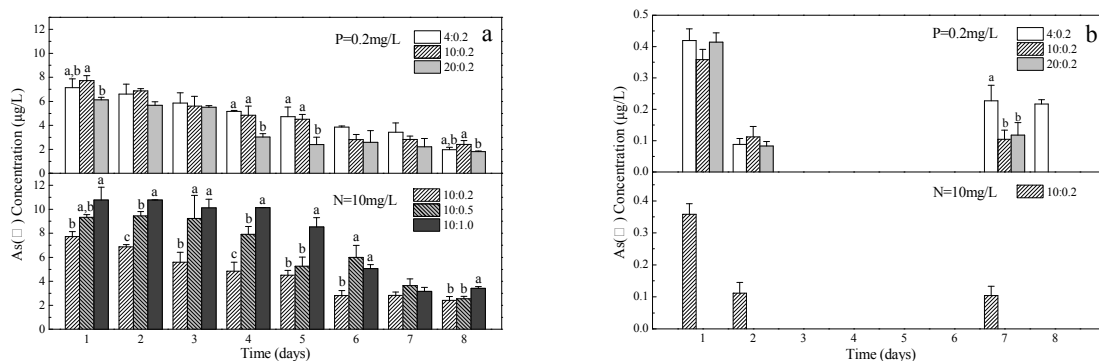 12
10
8
6
4
2
0
P=0.2mg/L
a
4:0.2
10:0.2
20:0.2
a,b a b
a a b
a a b
a,b a b
12
10
8
6
4
2
0
N=10mg/L
10:0.2
10:0.5
10:1.0
b a,b a
c b a
b a a
c b a
b b a
b a a
b b a
1 2 3 4 5 6 7 8
Time (days)
As(□) Concentration (μg/L)
0.5
0.4
0.3
0.2
0.1
P=0.2mg/L
b
4:0.2
10:0.2
20:0.2
a b b
0.4
0.3
0.2
0.1
0.0
N=10mg/L
10:0.2
1 2 3 4 5 6 7 8
Time (days)
As(□) Concentration (μg/L)